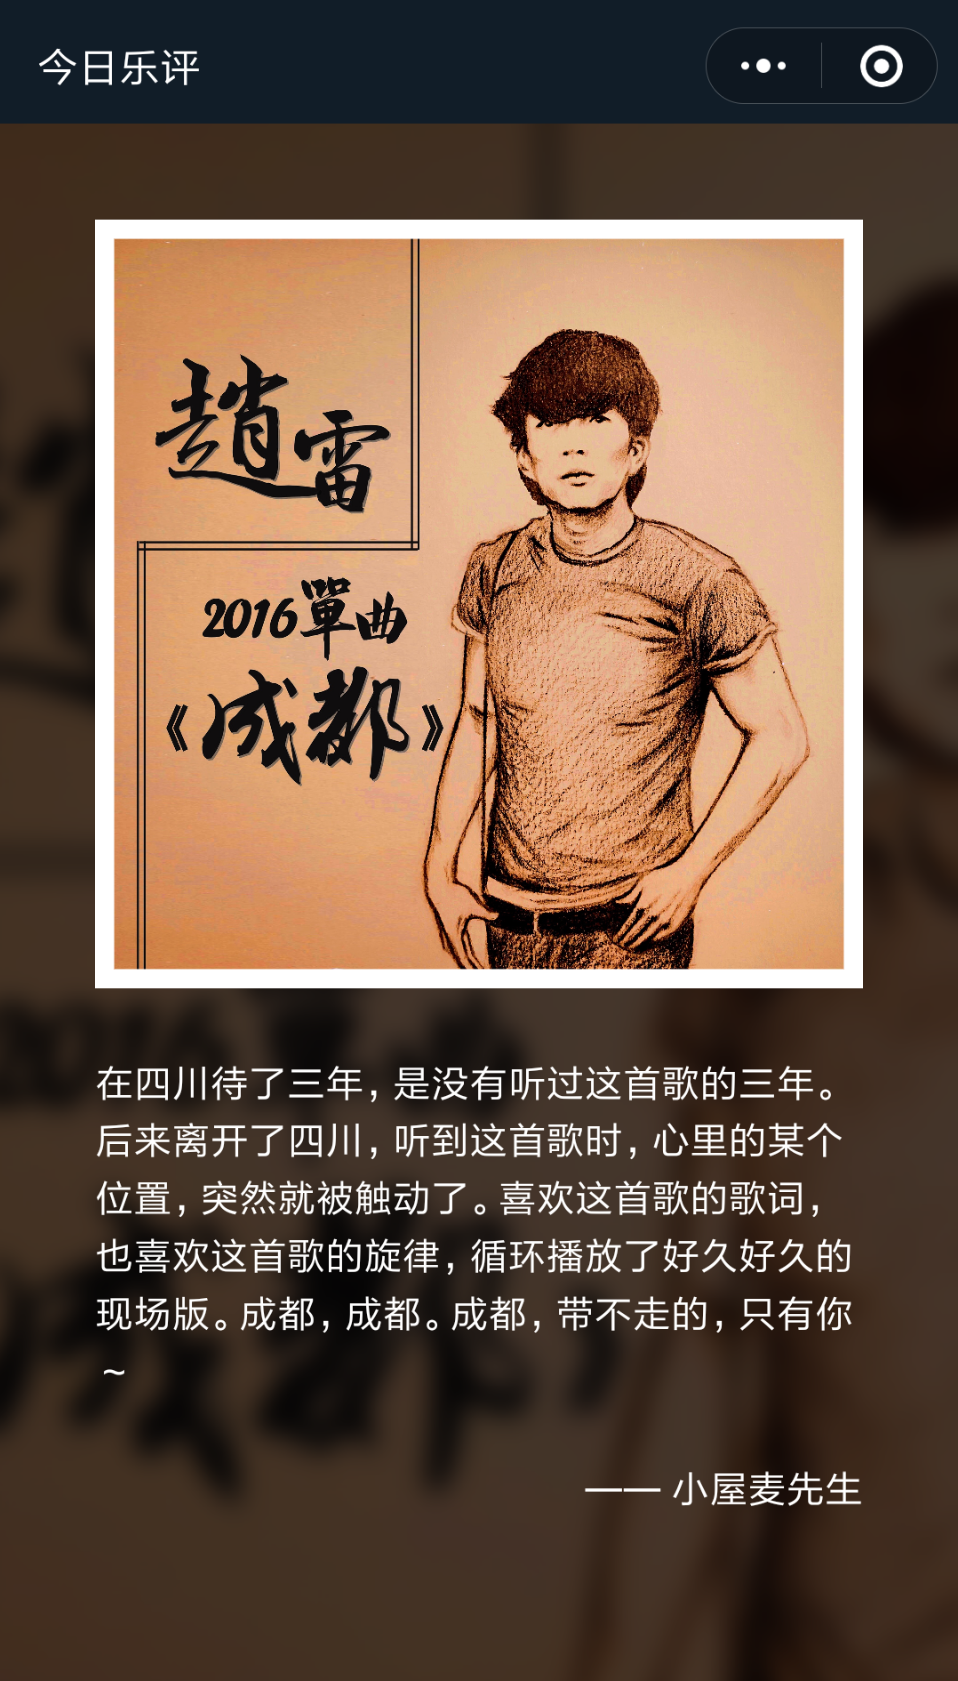 今日乐评
趙雷
2016單曲
《成都》
在四川待了三年，是没有听过这首歌的三年。
后来离开了四川，听到这首歌时，心里的某个
位置，突然就被触动了。喜欢这首歌的歌词，
也喜欢这首歌的旋律，循环播放了好久好久的
现场版。成都，成都。成都，带不走的，只有你
~
—— 小屋麦先生